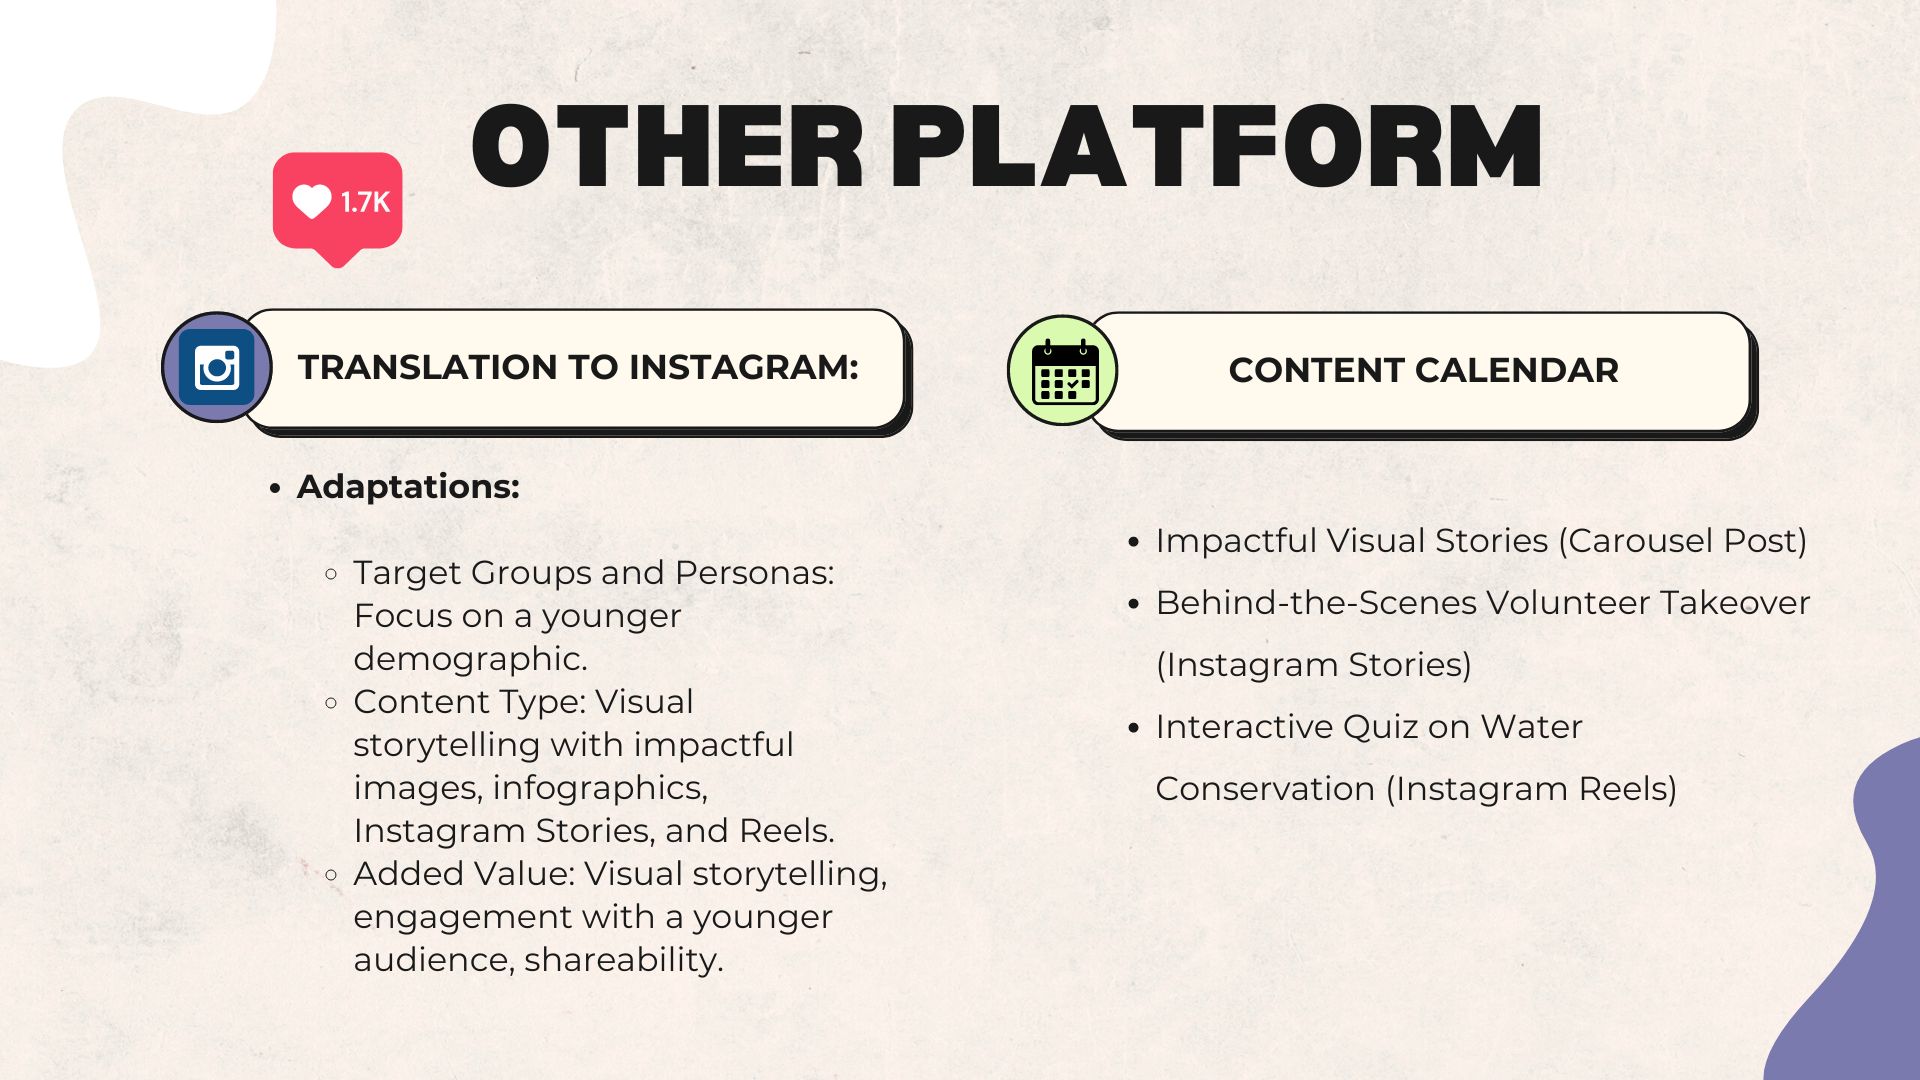 OTHER PLATFORM
1.7K
TRANSLATION TO INSTAGRAM:
• Adaptations:
◦ Target Groups and Personas:
Focus on a younger
demographic.
◦ Content Type: Visual
storytelling with impactful
images, infographics,
Instagram Stories, and Reels.
◦ Added Value: Visual storytelling,
engagement with a younger
audience, shareability.
CONTENT CALENDAR
• Impactful Visual Stories (Carousel Post)
• Behind-the-Scenes Volunteer Takeover
(Instagram Stories)
• Interactive Quiz on Water
Conservation (Instagram Reels)